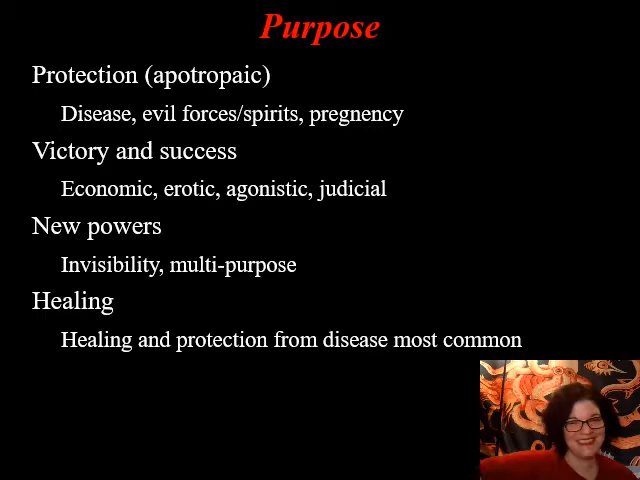 Purpose
Protection (apotropaic)
Disease, evil forces/spirits, pregnency
Victory and success
Economic, erotic, agonistic, judicial
New powers
Invisibility, multi-purpose
Healing
Healing and protection from disease most common